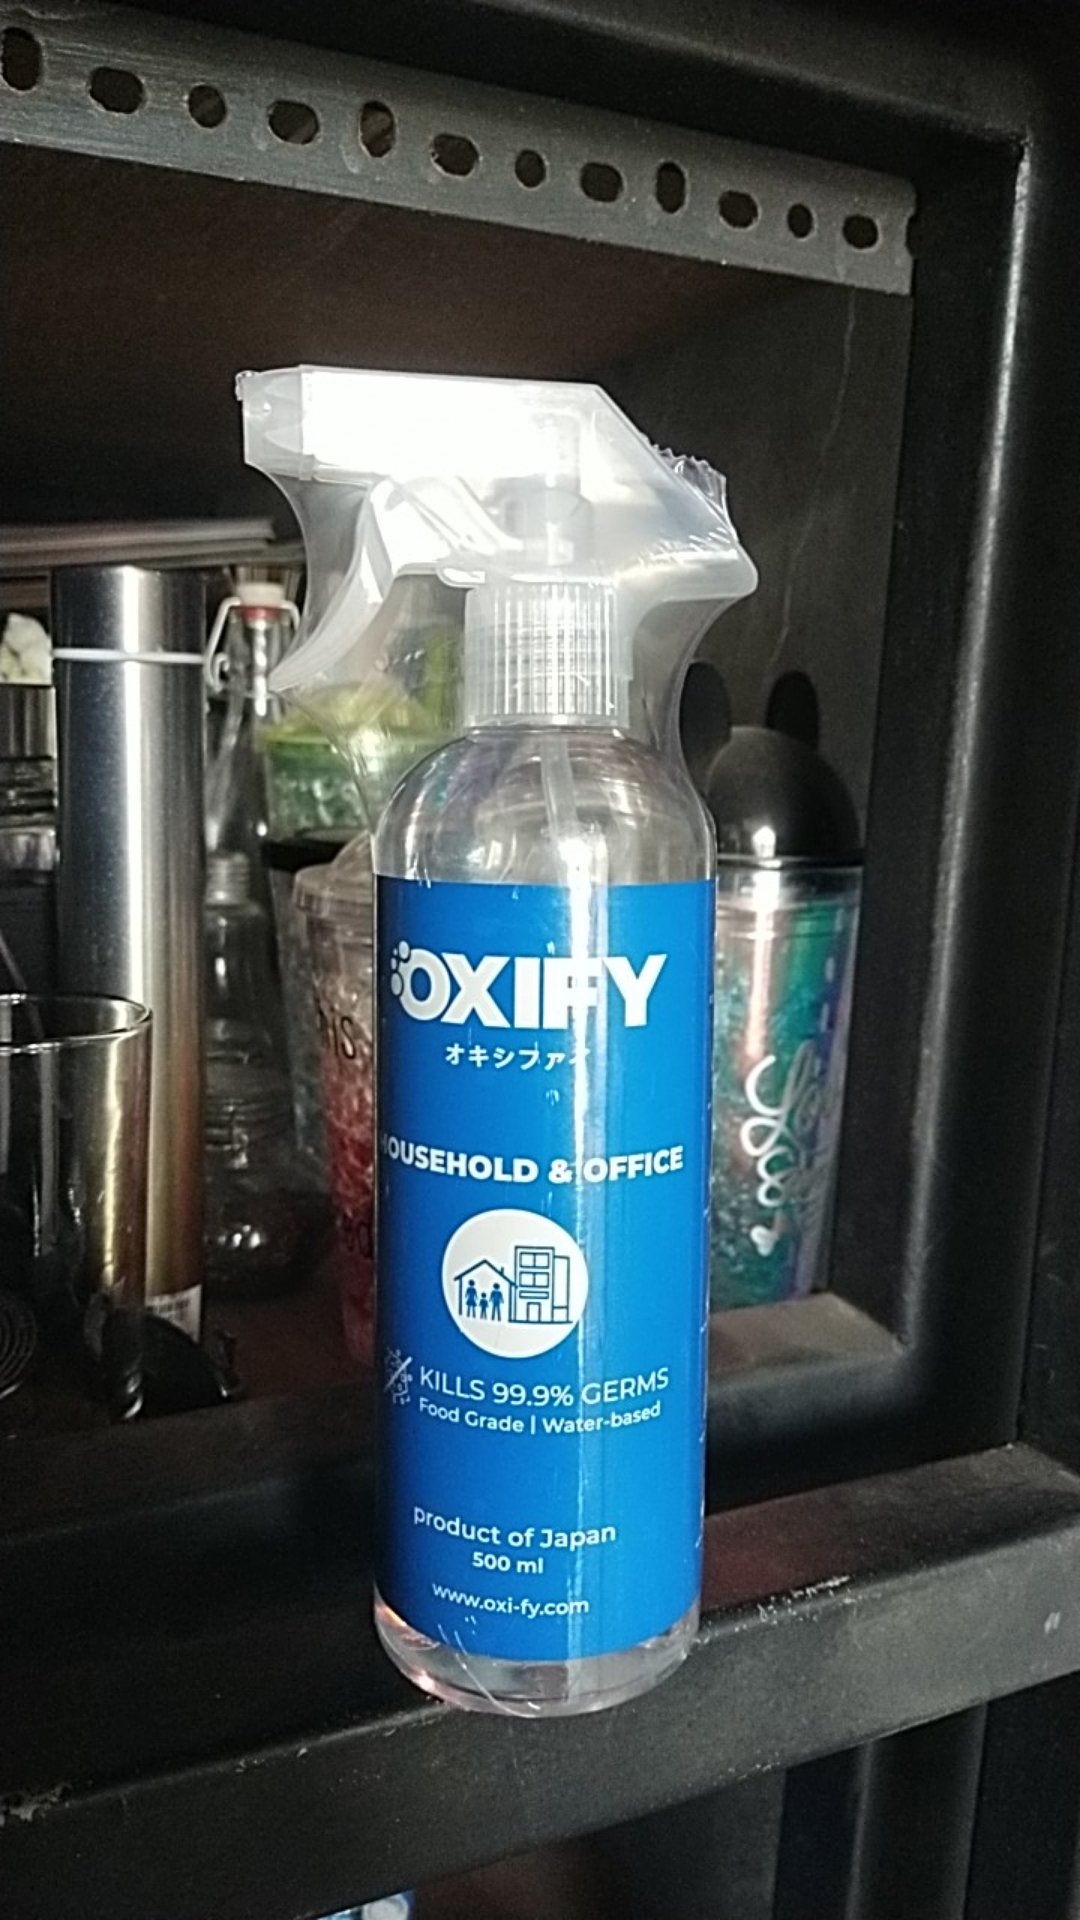 OXIFY
オキシファイ
HOUSEHOLD & OFFICE
KILLS 99.9% GERMS
Food Grade | Water-based
product of Japan
500 ml
www.oxi-fy.com